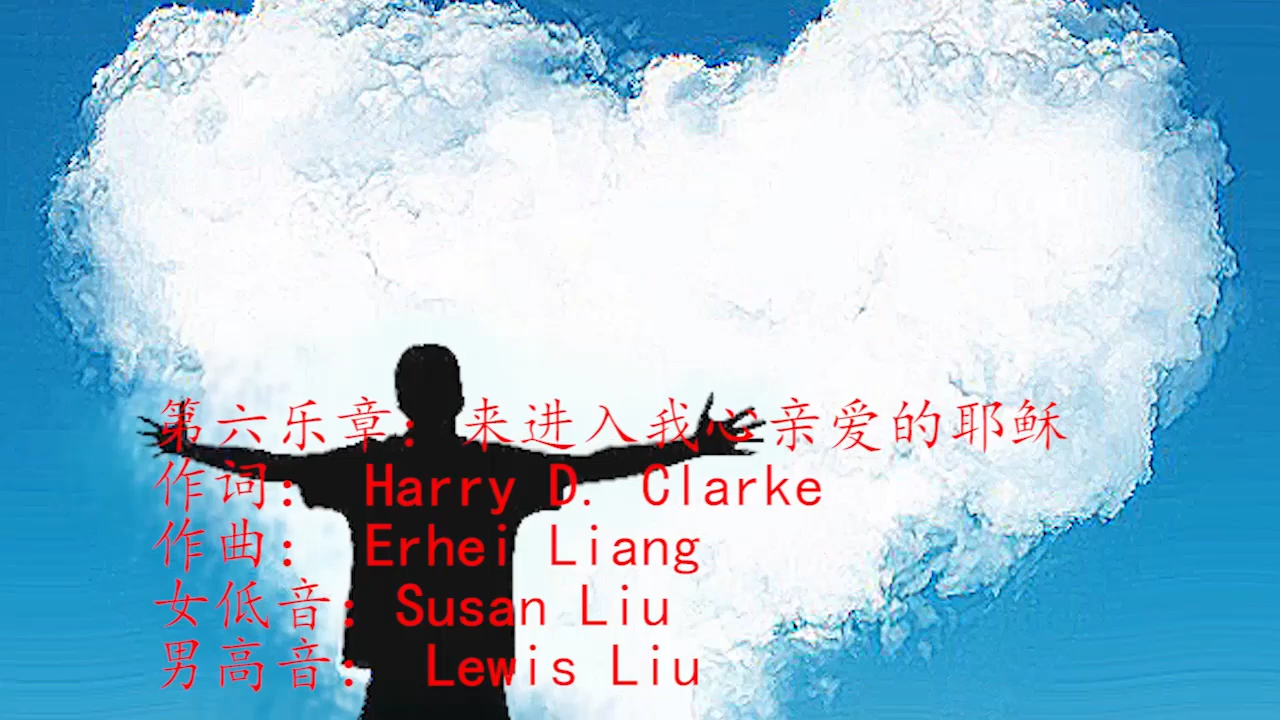 第六乐章：来进入我心亲爱的耶稣
作词： Harry D. Clarke
作曲： Erhei Liang
女低音：Susan Liu
男高音： Lewis Liu